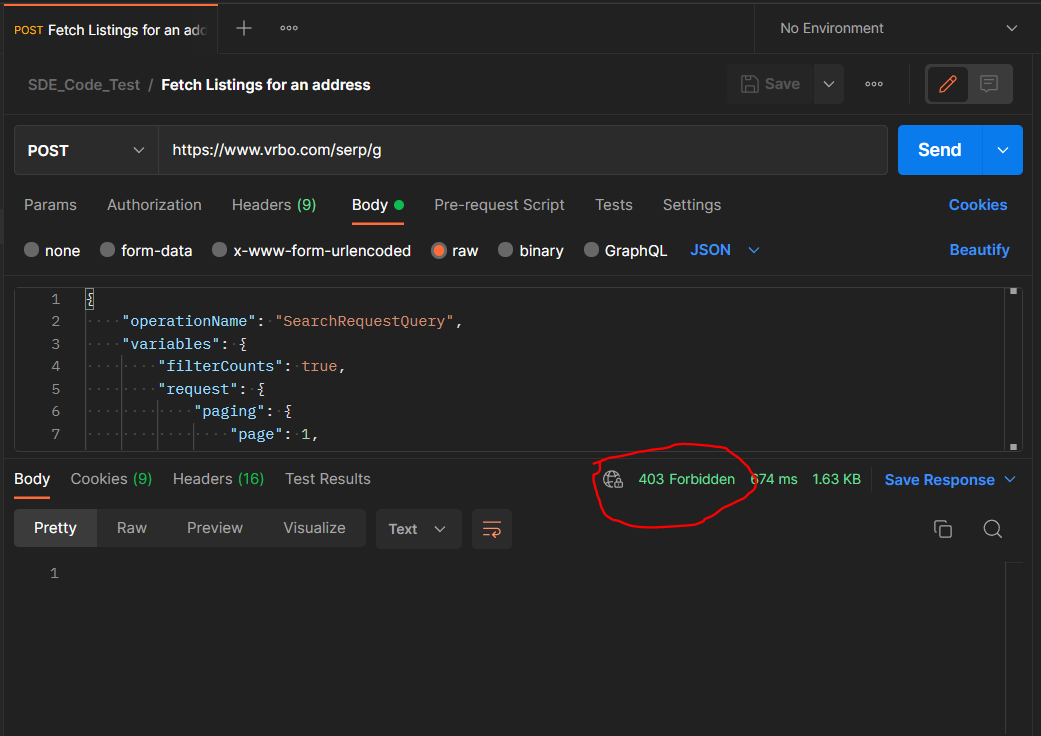 POST Fetch Listings for an add
No Environment
SDE_Code_Test / Fetch Listings for an address
Save
POST
https://www.vrbo.com/serp/g
Send
Params Authorization Headers (9) Body Pre-request Script Tests Settings Cookies
none form-data x-www-form-urlencoded raw binary GraphQL JSON Beautify
1 {
2 "operationName": "SearchRequestQuery",
3 "variables": {
4 "filterCounts": true,
5 "request": {
6 "paging": {
7 "page": 1,
Body Cookies (9) Headers (16) Test Results 403 Forbidden 674 ms 1.63 KB Save Response
Pretty Raw Preview Visualize Text
1